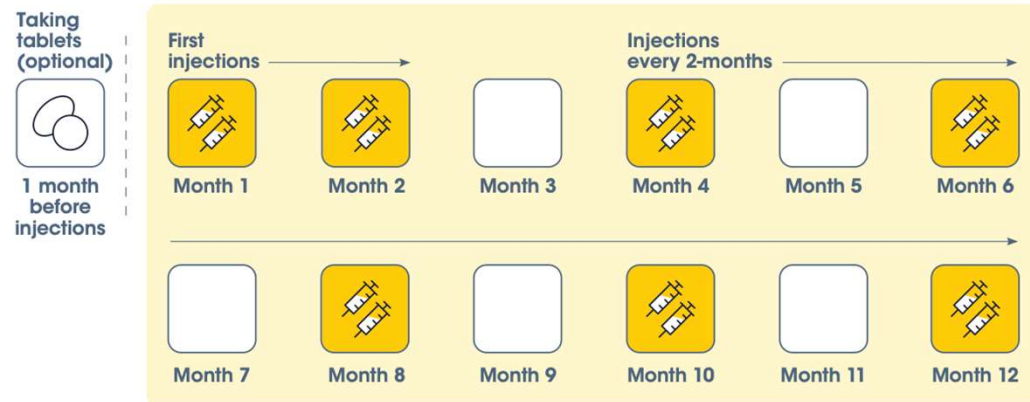 Taking
tablets
(optional)
1 month
before
injections
First
injections
Injections
every 2-months
Month 1
Month 2
Month 3
Month 4
Month 5
Month 6
Month 7
Month 8
Month 9
Month 10
Month 11
Month 12